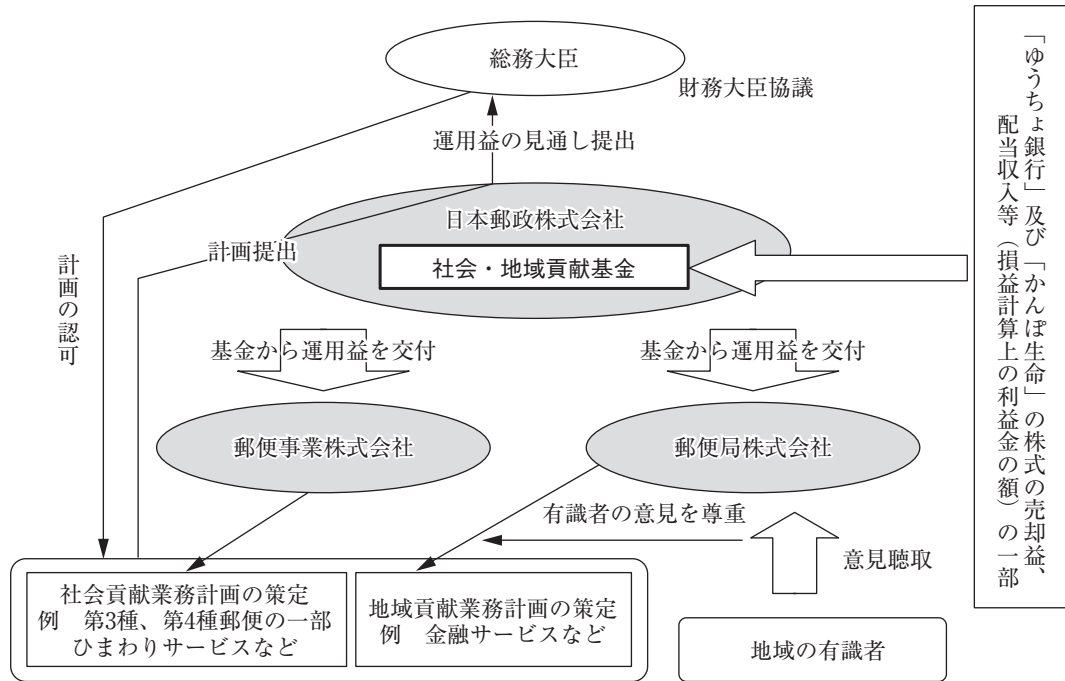 総務大臣
財務大臣協議
運用益の見通し提出
日本郵政株式会社
計画提出
社会・地域貢献基金
計画の認可
「ゆうちょ銀行」及び「かんぽ生命」の株式の売却益、
配当収入等（損益計算上の利益金の額）の一部
基金から運用益を交付
基金から運用益を交付
郵便事業株式会社
郵便局株式会社
有識者の意見を尊重
意見聴取
社会貢献業務計画の策定
例　第3種、第4種郵便の一部
ひまわりサービスなど
地域貢献業務計画の策定
例　金融サービスなど
地域の有識者